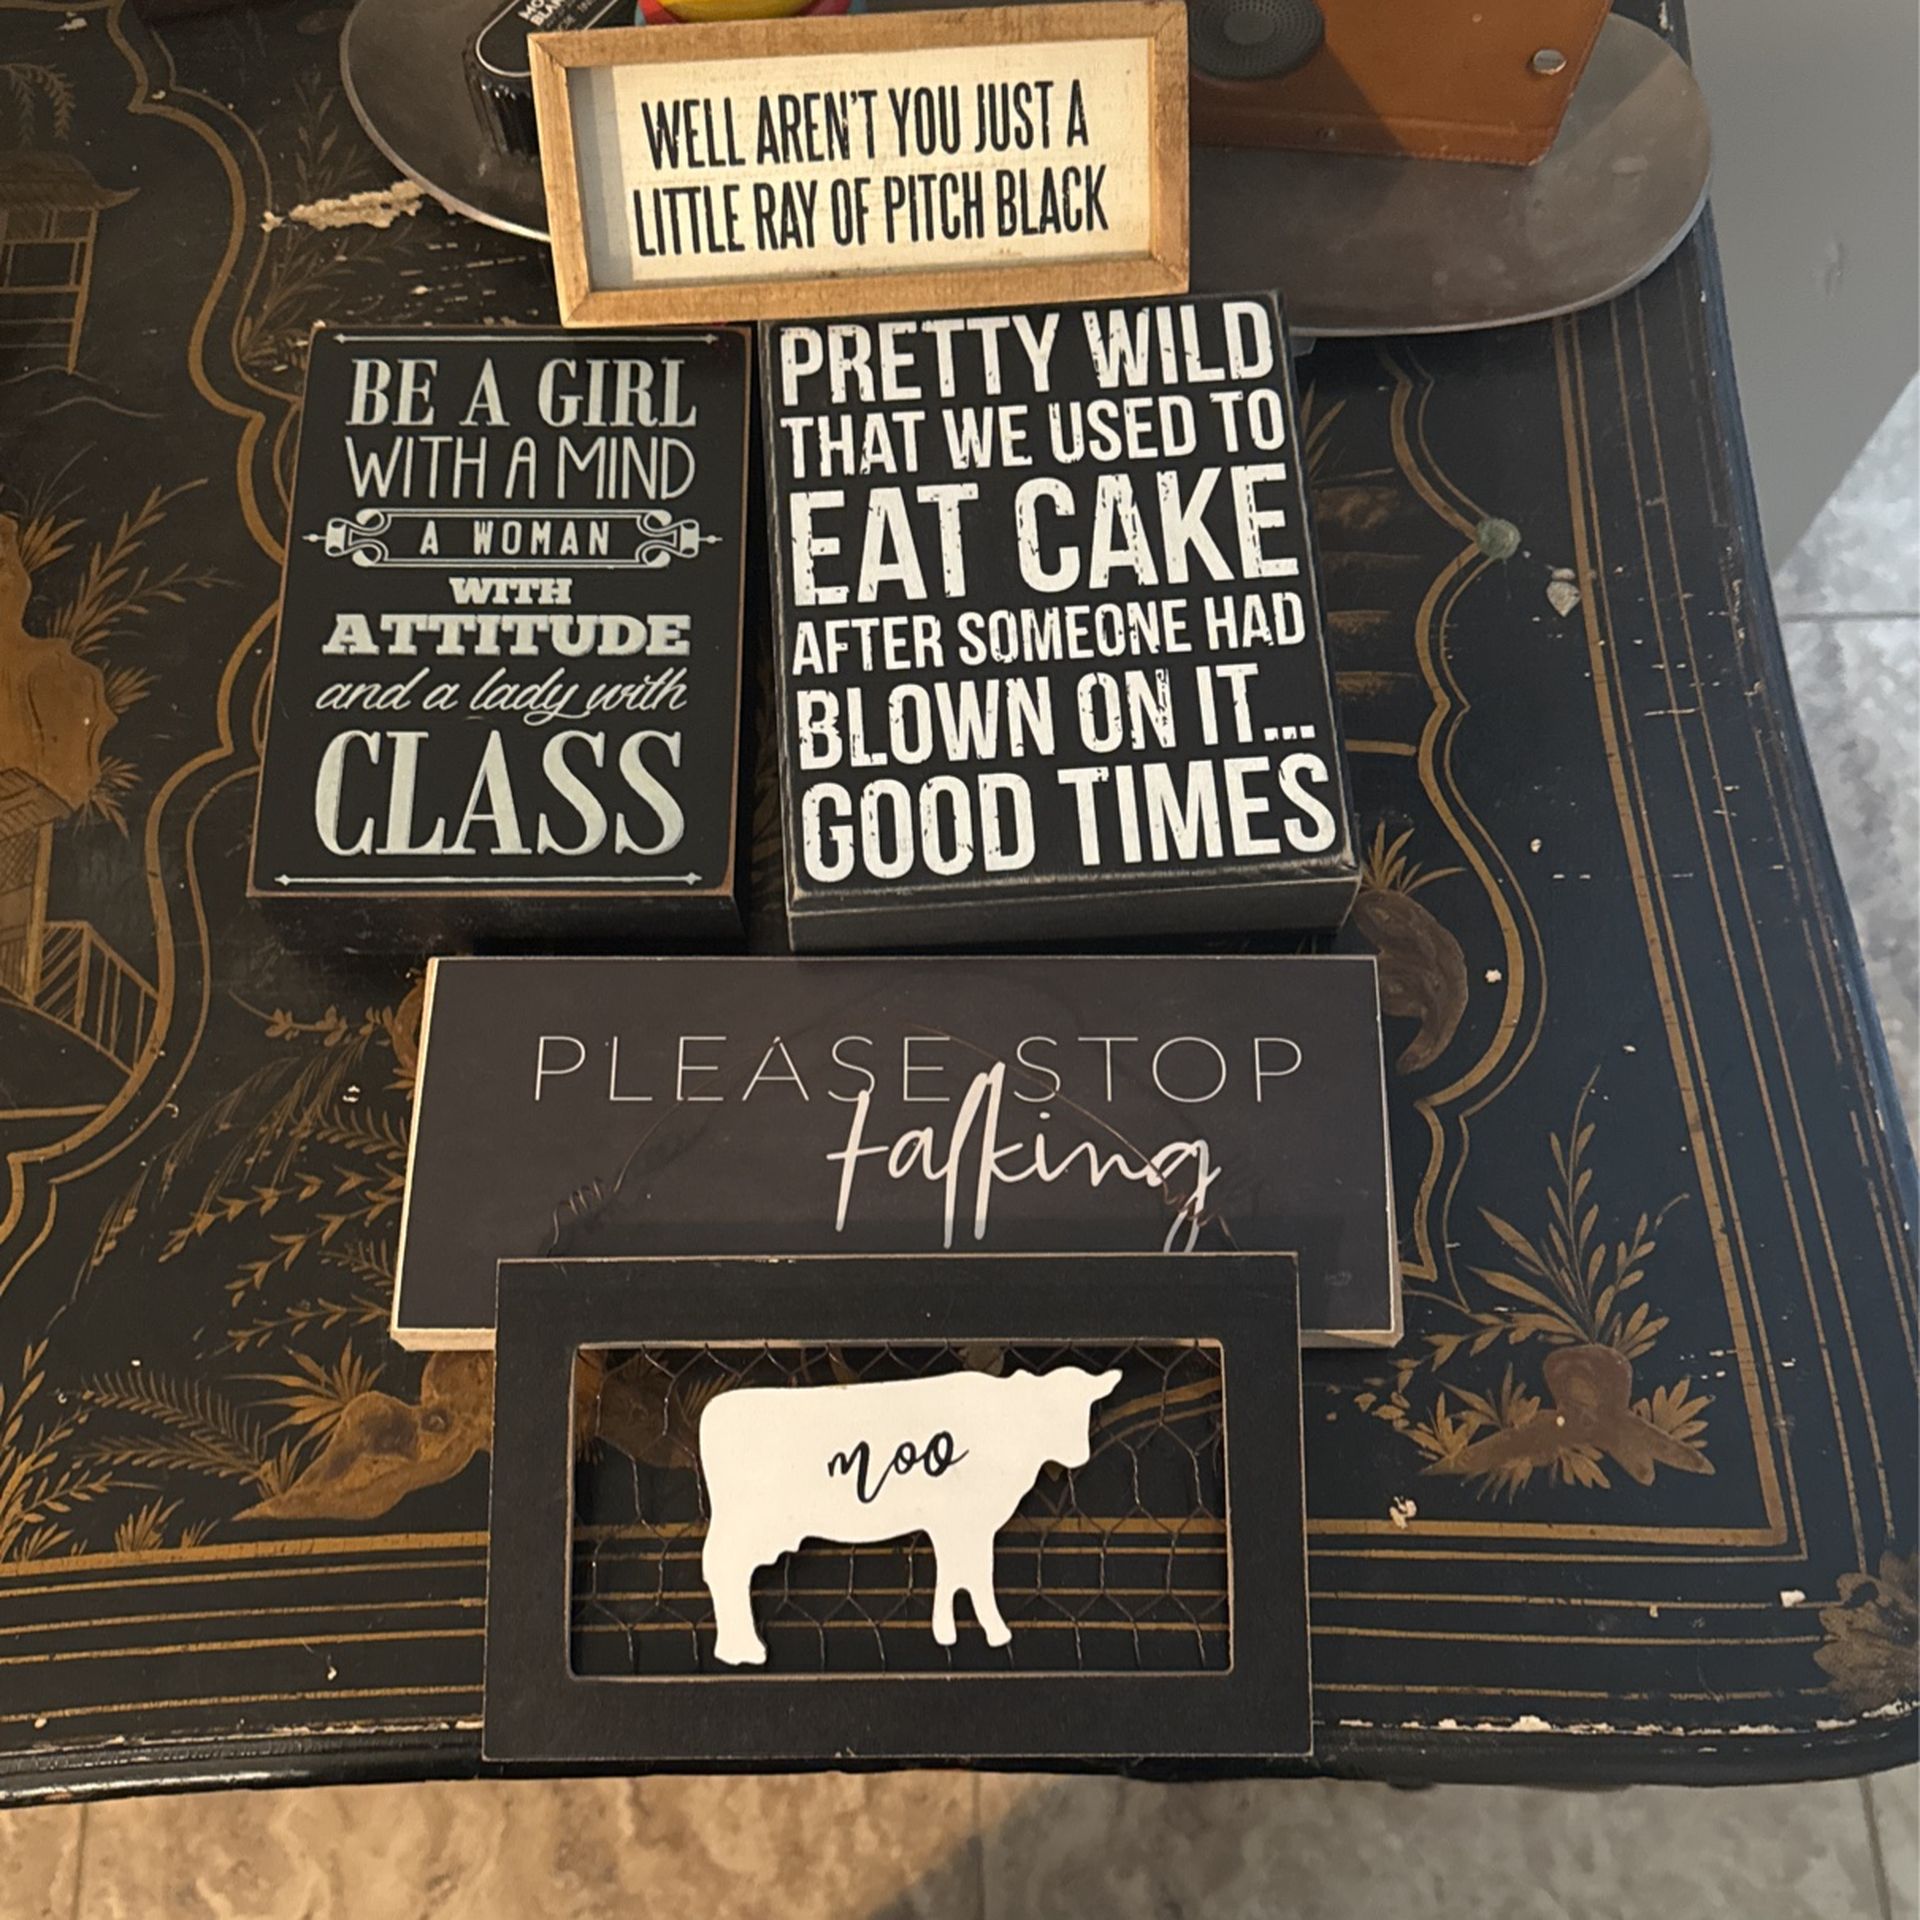 WELL AREN'T YOU JUST A
LITTLE RAY OF PITCH BLACK
BE A GIRL
WITH A MIND
A WOMAN
WITH
ATTITUDE
and a lady with
CLASS
PRETTY WILD
THAT WE USED TO
EAT CAKE
AFTER SOMEONE HAD
BLOWN ON IT...
GOOD TIMES
PLEASE STOP
talking
moo